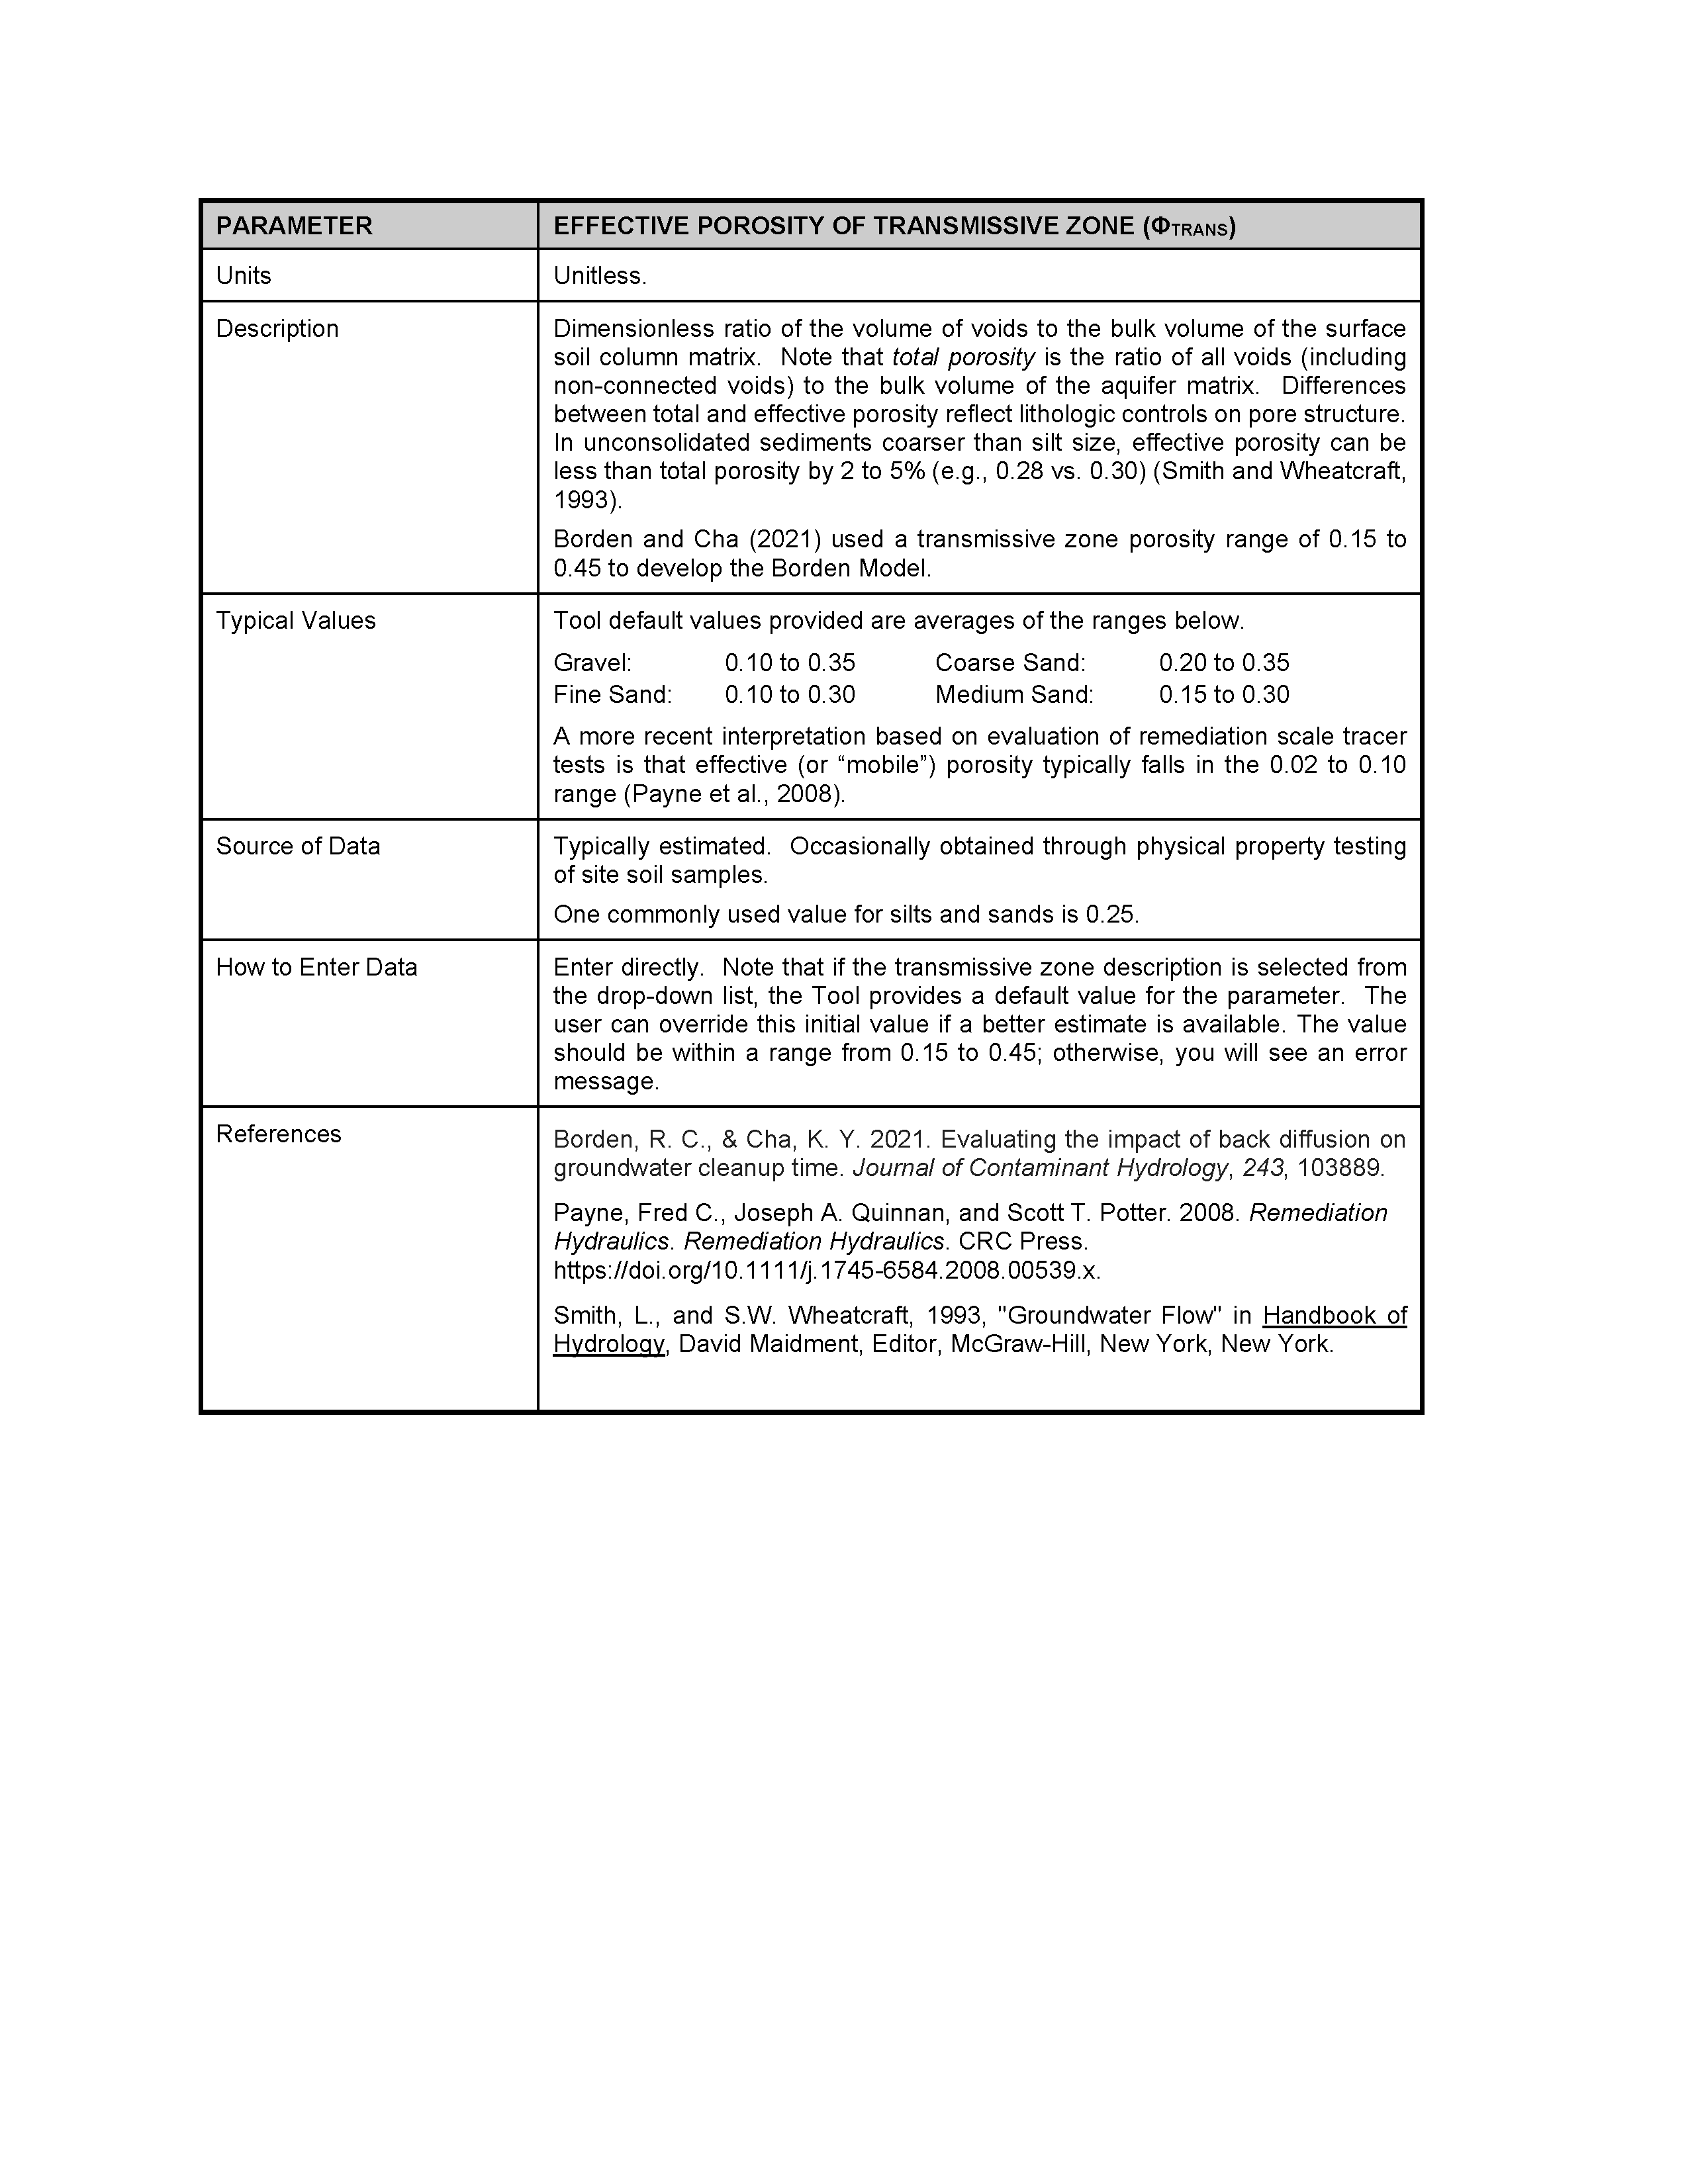 PARAMETER
EFFECTIVE POROSITY OF TRANSMISSIVE ZONE (ΦTRANS)
Units
Unitless.
Description
Dimensionless ratio of the volume of voids to the bulk volume of the surface
soil column matrix.  Note that total porosity is the ratio of all voids (including
non-connected voids) to the bulk volume of the aquifer matrix.  Differences
between total and effective porosity reflect lithologic controls on pore structure.
In unconsolidated sediments coarser than silt size, effective porosity can be
less than total porosity by 2 to 5% (e.g., 0.28 vs. 0.30) (Smith and Wheatcraft,
1993).
Borden and Cha (2021) used a transmissive zone porosity range of 0.15 to
0.45 to develop the Borden Model.
Typical Values
Tool default values provided are averages of the ranges below.
Gravel: 0.10 to 0.35 Coarse Sand: 0.20 to 0.35
Fine Sand: 0.10 to 0.30 Medium Sand: 0.15 to 0.30
A more recent interpretation based on evaluation of remediation scale tracer
tests is that effective (or “mobile”) porosity typically falls in the 0.02 to 0.10
range (Payne et al., 2008).
Source of Data
Typically estimated.  Occasionally obtained through physical property testing
of site soil samples.
One commonly used value for silts and sands is 0.25.
How to Enter Data
Enter directly.  Note that if the transmissive zone description is selected from
the drop-down list, the Tool provides a default value for the parameter.  The
user can override this initial value if a better estimate is available. The value
should be within a range from 0.15 to 0.45; otherwise, you will see an error
message.
References
Borden, R. C., & Cha, K. Y. 2021. Evaluating the impact of back diffusion on
groundwater cleanup time. Journal of Contaminant Hydrology, 243, 103889.
Payne, Fred C., Joseph A. Quinnan, and Scott T. Potter. 2008. Remediation
Hydraulics. Remediation Hydraulics. CRC Press.
https://doi.org/10.1111/j.1745-6584.2008.00539.x.
Smith, L., and S.W. Wheatcraft, 1993, "Groundwater Flow" in Handbook of
Hydrology, David Maidment, Editor, McGraw-Hill, New York, New York.